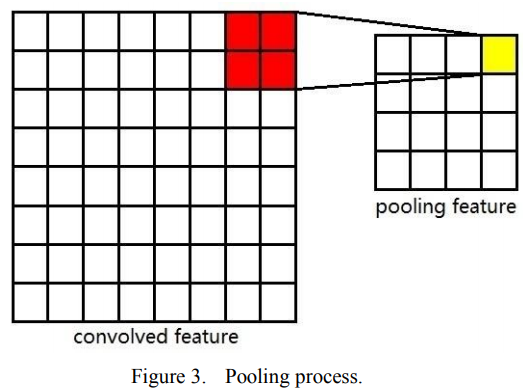 pooling feature
convolved feature
Figure 3. Pooling process.